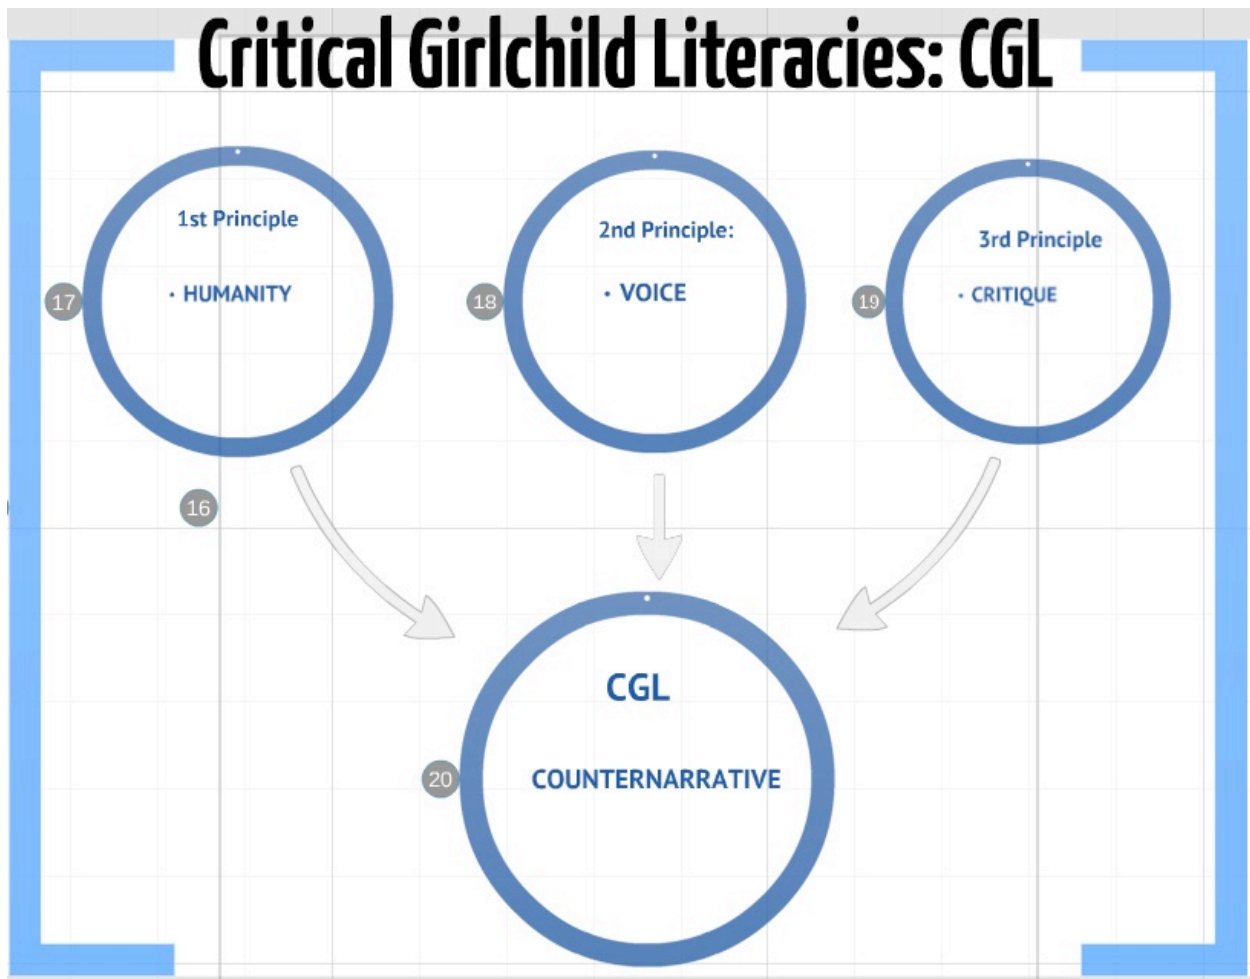 Critical Girlchild Literacies: CGL
1st Principle
• HUMANITY
17
2nd Principle:
• VOICE
18
3rd Principle
• CRITIQUE
19
16
CGL
COUNTERNARRATIVE
20